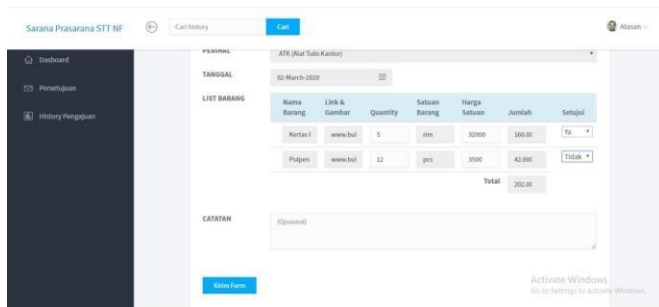 Sarana Prasarana STT NF
Cari history
Cari
Atasan
Dasboard
Persetujuan
History Pengajuan
PERIHAL
ATK (Alat Tulis Kantor)
TANGGAL
02-March-2020
LIST BARANG
Nama Barang
Link & Gambar
Quantity
Satuan Barang
Harga Satuan
Jumlah
Setujui
Kertas I www.bul 5 rim 32000 160.00 Ya
Pulpen www.bul 12 pcs 3500 42.000 Tidak
Total 202.00
CATATAN
(Opsional)
Kirim Form
Activate Windows
Go to Settings to activate Windows.